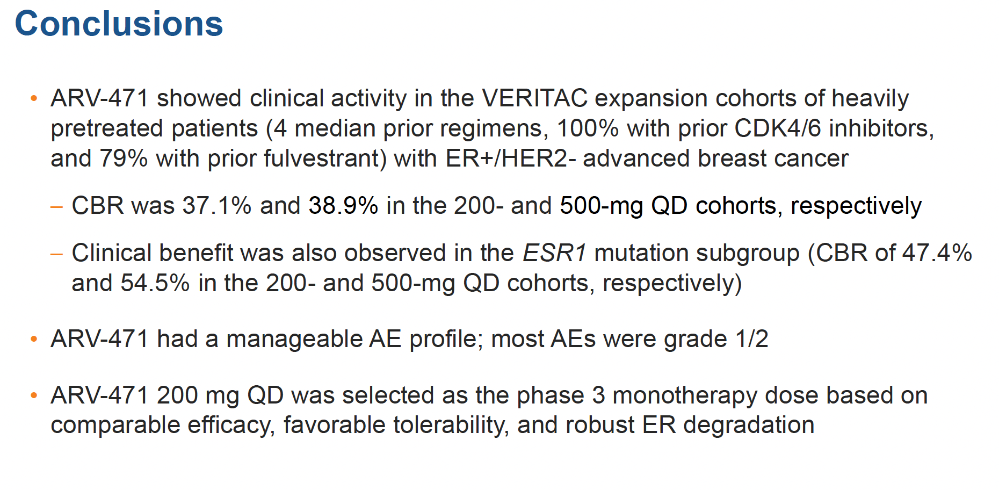 Conclusions
• ARV-471 showed clinical activity in the VERITAC expansion cohorts of heavily
pretreated patients (4 median prior regimens, 100% with prior CDK4/6 inhibitors,
and 79% with prior fulvestrant) with ER+/HER2- advanced breast cancer
– CBR was 37.1% and 38.9% in the 200- and 500-mg QD cohorts, respectively
– Clinical benefit was also observed in the ESR1 mutation subgroup (CBR of 47.4%
and 54.5% in the 200- and 500-mg QD cohorts, respectively)
• ARV-471 had a manageable AE profile; most AEs were grade 1/2
• ARV-471 200 mg QD was selected as the phase 3 monotherapy dose based on
comparable efficacy, favorable tolerability, and robust ER degradation